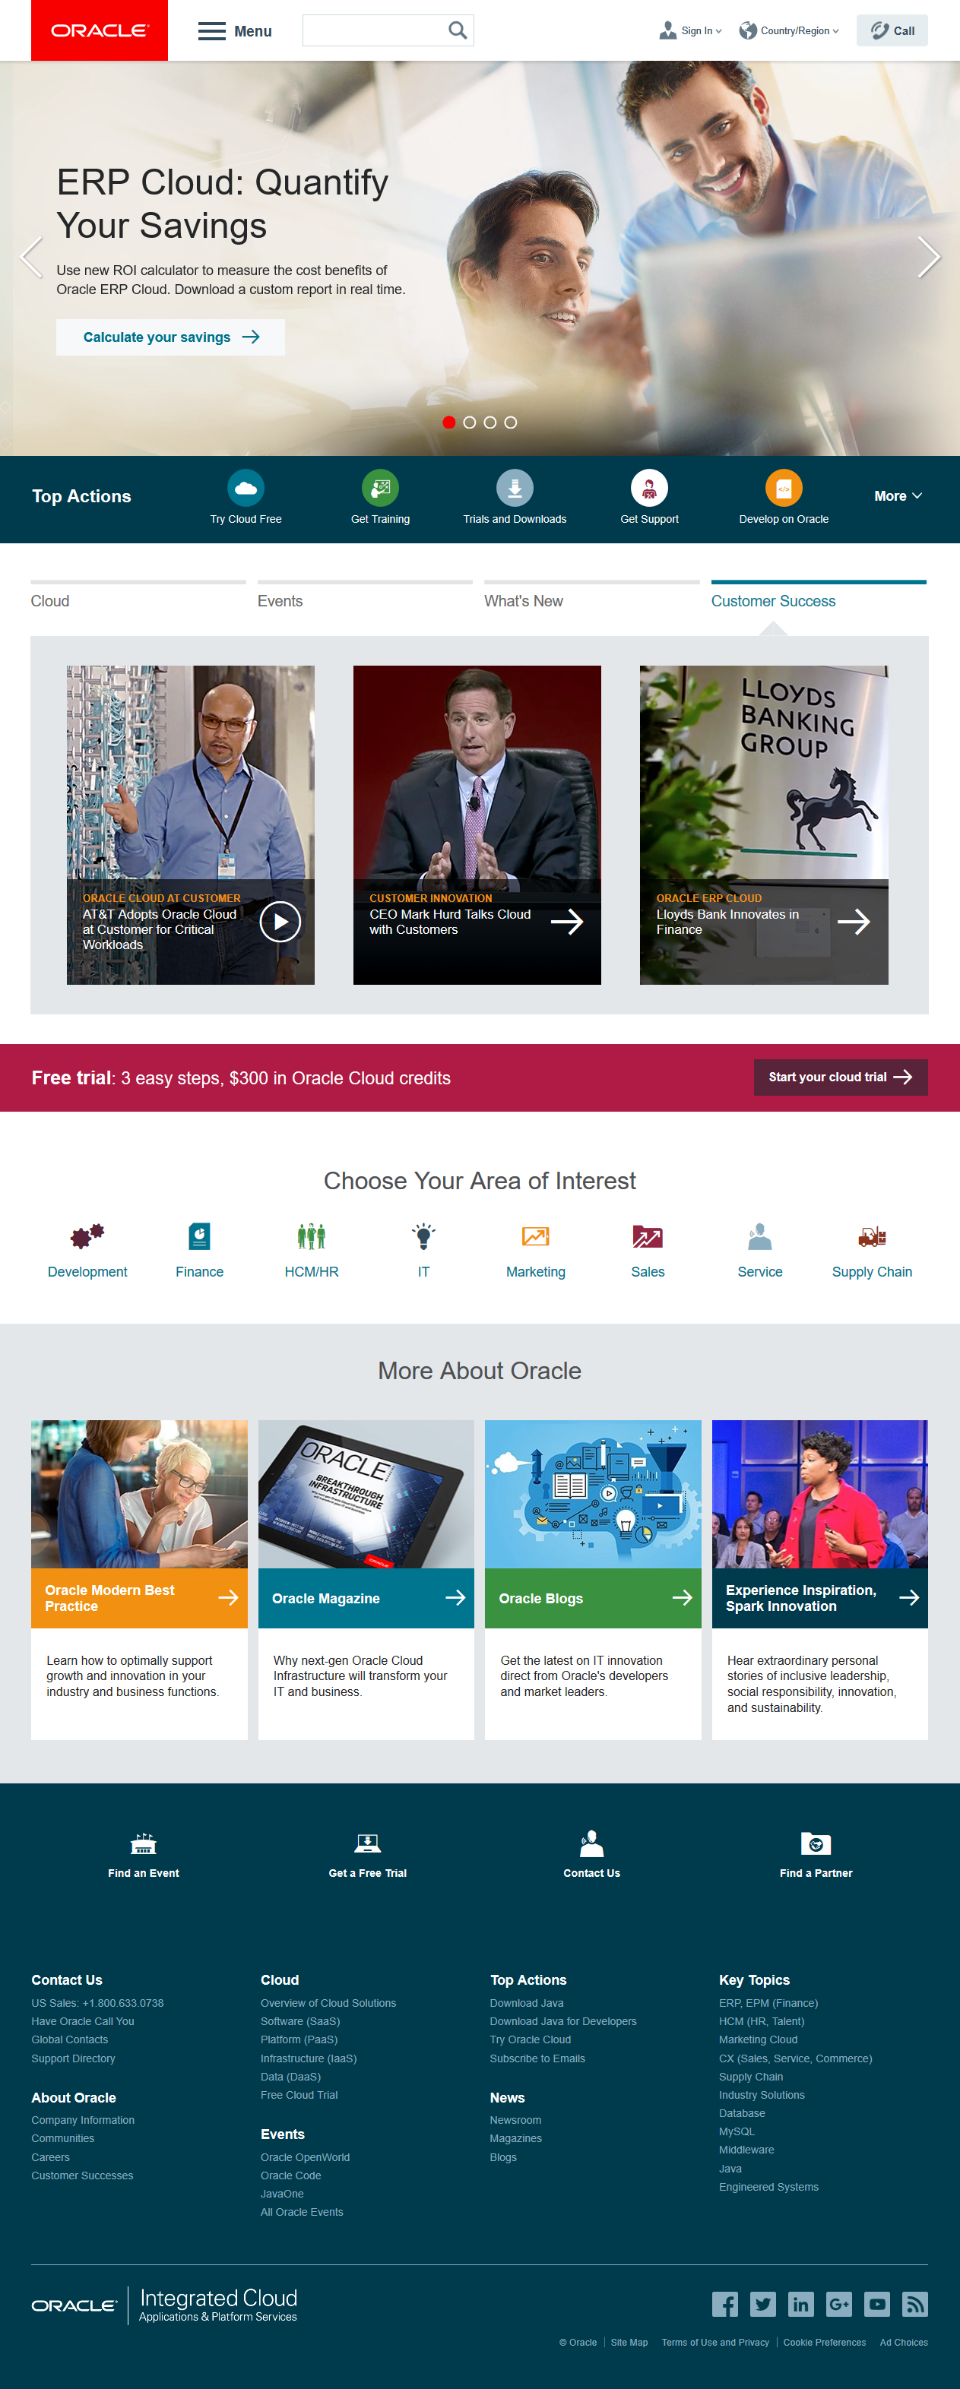 ORACLE
Menu
Sign In
Country/Region
Call
ERP Cloud: Quantify
Your Savings
Use new ROI calculator to measure the cost benefits of
Oracle ERP Cloud. Download a custom report in real time.
Calculate your savings
Top Actions
Try Cloud Free
Get Training
Trials and Downloads
Get Support
Develop on Oracle
More
Cloud
Events
What's New
Customer Success
ORACLE CLOUD AT CUSTOMER
AT&T Adopts Oracle Cloud
at Customer for Critical
Workloads
CUSTOMER INNOVATION
CEO Mark Hurd Talks Cloud
with Customers
LLOYDS
BANKING
GROUP
ORACLE ERP CLOUD
Lloyds Bank Innovates in
Finance
Free trial: 3 easy steps, $300 in Oracle Cloud credits
Start your cloud trial
Choose Your Area of Interest
Development
Finance
HCM/HR
IT
Marketing
Sales
Service
Supply Chain
More About Oracle
ORACLE
BREAKTHROUGH
INFRASTRUCTURE
Oracle Modern Best
Practice
Learn how to optimally support
growth and innovation in your
industry and business functions.
Oracle Magazine
Why next-gen Oracle Cloud
Infrastructure will transform your
IT and business.
Oracle Blogs
Get the latest on IT innovation
direct from Oracle's developers
and market leaders.
Experience Inspiration,
Spark Innovation
Hear extraordinary personal
stories of inclusive leadership,
social responsibility, innovation,
and sustainability.
Find an Event
Get a Free Trial
Contact Us
Find a Partner
Contact Us
US Sales: +1.800.633.0738
Have Oracle Call You
Global Contacts
Support Directory
About Oracle
Company Information
Communities
Careers
Customer Successes
Cloud
Overview of Cloud Solutions
Software (SaaS)
Platform (PaaS)
Infrastructure (IaaS)
Data (DaaS)
Free Cloud Trial
Events
Oracle OpenWorld
Oracle Code
JavaOne
All Oracle Events
Top Actions
Download Java
Download Java for Developers
Try Oracle Cloud
Subscribe to Emails
News
Newsroom
Magazines
Blogs
Key Topics
ERP, EPM (Finance)
HCM (HR, Talent)
Marketing Cloud
CX (Sales, Service, Commerce)
Supply Chain
Industry Solutions
Database
MySQL
Middleware
Java
Engineered Systems
ORACLE
Integrated Cloud
Applications & Platform Services
© Oracle
Site Map
Terms of Use and Privacy
Cookie Preferences
Ad Choices